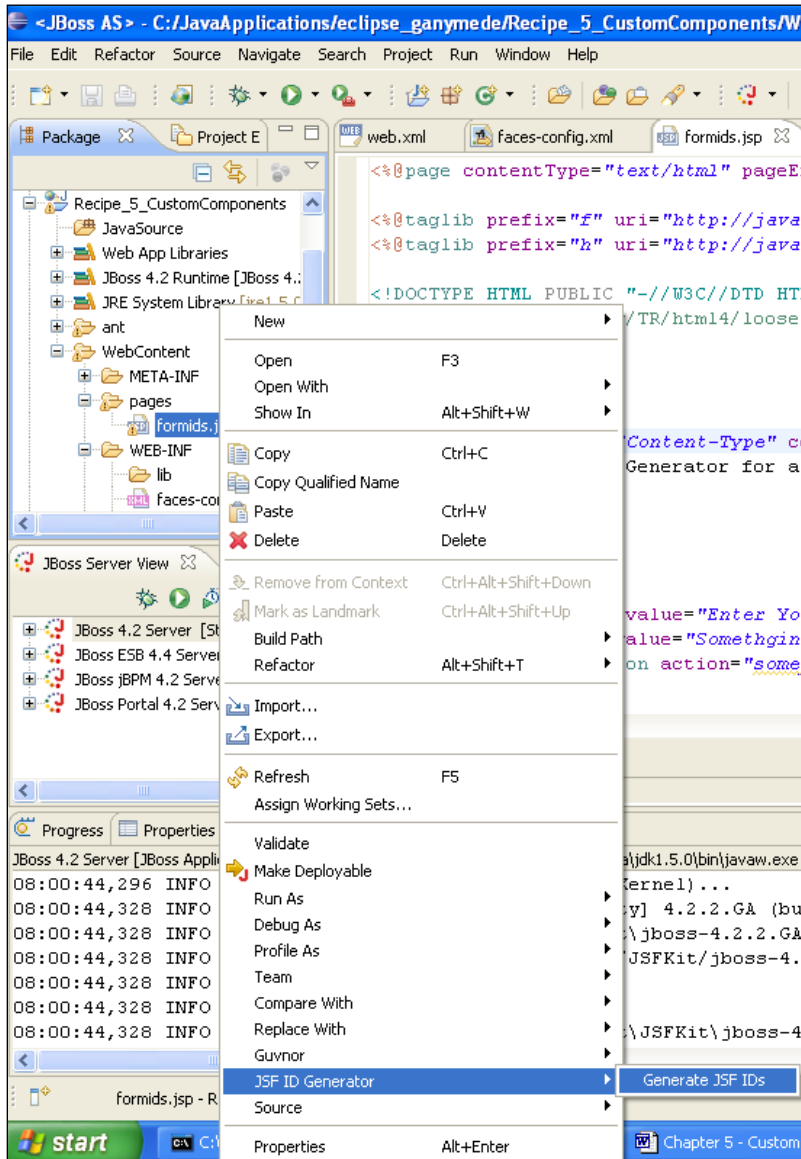 <JBoss AS> - C:/JavaApplications/eclipse_ganymede/Recipe_5_CustomComponents/W
File Edit Refactor Source Navigate Search Project Run Window Help
Package Project E
web.xml faces-config.xml formids.jsp
Recipe_5_CustomComponents
JavaSource
Web App Libraries
JBoss 4.2 Runtime [JBoss 4.:
JRE System Library [jre1.5.0
ant
WebContent
META-INF
pages
formids.j
WEB-INF
lib
faces-co
<%@page contentType="text/html" pageE
<%@taglib prefix="f" uri="http://java
<%@taglib prefix="h" uri="http://java
<!DOCTYPE HTML PUBLIC "-//W3C//DTD HT
/TR/html4/loose
Content-Type" c
Generator for a
value="Enter Yo
alue="Somethgin
on action="some
New
Open F3
Open With
Show In Alt+Shift+W
Copy Ctrl+C
Copy Qualified Name
Paste Ctrl+V
Delete Delete
Remove from Context Ctrl+Alt+Shift+Down
Mark as Landmark Ctrl+Alt+Shift+Up
Build Path
Refactor Alt+Shift+T
Import...
Export...
Refresh F5
Assign Working Sets...
Validate
Make Deployable
Run As
Debug As
Profile As
Team
Compare With
Replace With
Guvnor
JSF ID Generator
Generate JSF IDs
Source
Properties Alt+Enter
JBoss Server View
JBoss 4.2 Server [St
JBoss ESB 4.4 Server
JBoss jBPM 4.2 Serve
JBoss Portal 4.2 Serv
Progress Properties
JBoss 4.2 Server [JBoss Appli a\jdk1.5.0\bin\javaw.exe
08:00:44,296 INFO Kernel)...
08:00:44,328 INFO y] 4.2.2.GA (bu
08:00:44,328 INFO \jboss-4.2.2.GA
08:00:44,328 INFO /JSFKit/jboss-4.
08:00:44,328 INFO
08:00:44,328 INFO
08:00:44,328 INFO \JSFKit\jboss-4
formids.jsp - R
start C:\ Chapter 5 - Custom